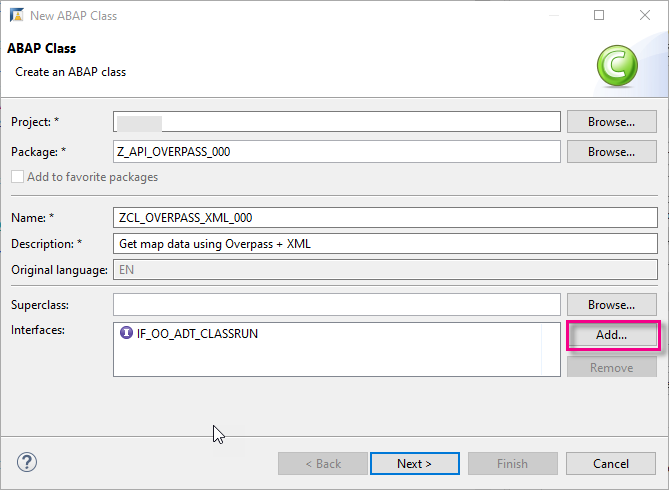 New ABAP Class
ABAP Class
Create an ABAP class
C
Project: *
Browse...
Package: * Z_API_OVERPASS_000 Browse...
Add to favorite packages
Name: * ZCL_OVERPASS_XML_000
Description: * Get map data using Overpass + XML
Original language: EN
Superclass: Browse...
Interfaces: I IF_OO_ADT_CLASSRUN Add...
Remove
? < Back Next > Finish Cancel